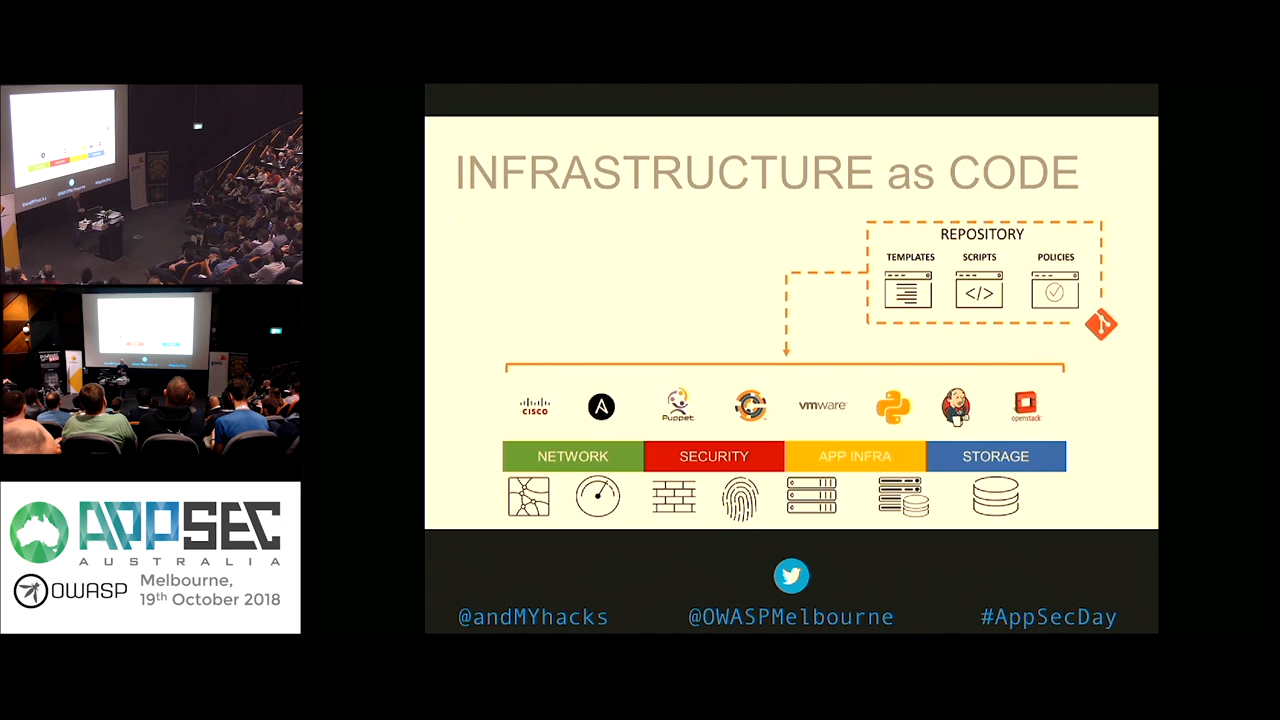 INFRASTRUCTURE as CODE
REPOSITORY
TEMPLATES SCRIPTS POLICIES
</>
CISCO
A
Puppet
vmware
openstack
NETWORK SECURITY APP INFRA STORAGE
@andMYhacks @OWASPMelbourne #AppSecDay
APPSEC
AUSTRALIA
OWASP
Melbourne,
19th October 2018